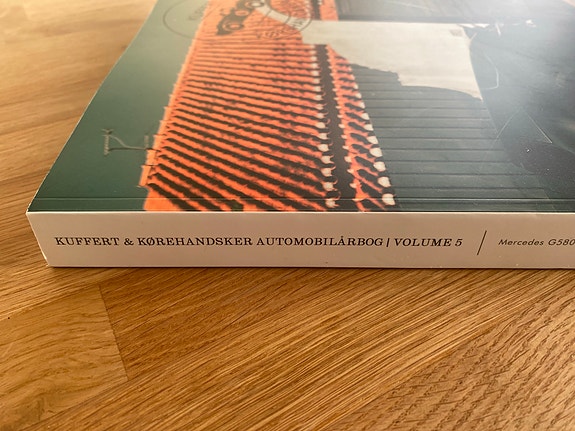 KUFFERT & KØREHANDSKER AUTOMOBILÅRBOG | VOLUME 5 | Mercedes G580